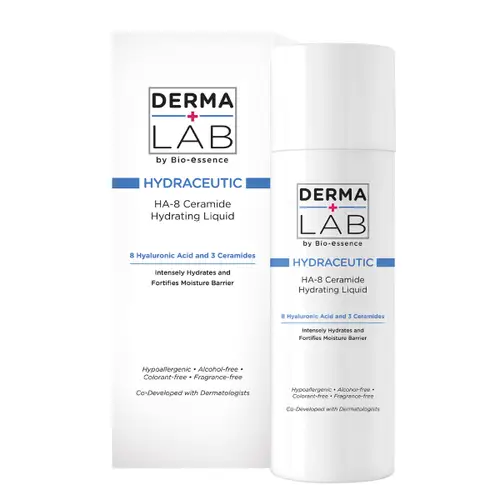 DERMA
LAB
by Bio-essence
HYDRACEUTIC
HA-8 Ceramide
Hydrating Liquid
8 Hyaluronic Acid and 3 Ceramides
Intensely Hydrates and
Fortifies Moisture Barrier
Hypoallergenic • Alcohol-free •
Colorant-free • Fragrance-free
Co-Developed with Dermatologists
DERMA
LAB
by Bio-essence
HYDRACEUTIC
HA-8 Ceramide
Hydrating Liquid
8 Hyaluronic Acid and 3 Ceramides
Intensely Hydrates and
Fortifies Moisture Barrier
Hypoallergenic • Alcohol-free •
Colorant-free • Fragrance-free
Co-Developed with Dermatologists